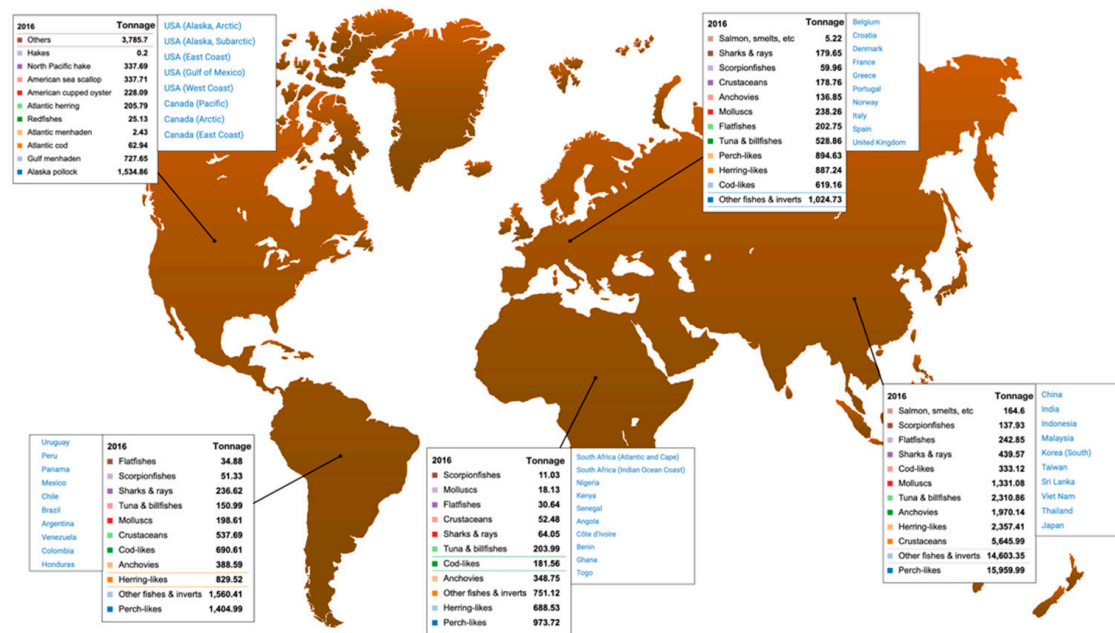 2016 Tonnage
Others 3,785.7
Hakes 0.2
North Pacific hake 337.69
American sea scallop 337.71
American cupped oyster 228.09
Atlantic herring 205.79
Redfishes 25.13
Atlantic menhaden 2.43
Atlantic cod 62.94
Gulf menhaden 727.65
Alaska pollock 1,534.86
USA (Alaska, Arctic)
USA (Alaska, Subarctic)
USA (East Coast)
USA (Gulf of Mexico)
USA (West Coast)
Canada (Pacific)
Canada (Arctic)
Canada (East Coast)
2016 Tonnage
Salmon, smelts, etc 5.22
Sharks & rays 179.65
Scorpionfishes 59.96
Crustaceans 178.76
Anchovies 136.85
Molluscs 238.26
Flatfishes 202.75
Tuna & billfishes 528.86
Perch-likes 894.63
Herring-likes 887.24
Cod-likes 619.16
Other fishes & inverts 1,024.73
Belgium
Croatia
Denmark
France
Greece
Portugal
Norway
Italy
Spain
United Kingdom
Uruguay
Peru
Panama
Mexico
Chile
Brazil
Argentina
Venezuela
Colombia
Honduras
2016 Tonnage
Flatfishes 34.88
Scorpionfishes 51.33
Sharks & rays 236.62
Tuna & billfishes 150.99
Molluscs 198.61
Crustaceans 537.69
Cod-likes 690.61
Anchovies 388.59
Herring-likes 829.52
Other fishes & inverts 1,560.41
Perch-likes 1,404.99
2016 Tonnage
Scorpionfishes 11.03
Molluscs 18.13
Flatfishes 30.64
Crustaceans 52.48
Sharks & rays 64.05
Tuna & billfishes 203.99
Cod-likes 181.56
Anchovies 348.75
Other fishes & inverts 751.12
Herring-likes 688.53
Perch-likes 973.72
South Africa (Atlantic and Cape)
South Africa (Indian Ocean Coast)
Nigeria
Kenya
Senegal
Angola
Côte d'Ivoire
Benin
Ghana
Togo
2016 Tonnage
Salmon, smelts, etc 164.6
Scorpionfishes 137.93
Flatfishes 242.85
Sharks & rays 439.57
Cod-likes 333.12
Molluscs 1,331.08
Tuna & billfishes 2,310.86
Anchovies 1,970.14
Herring-likes 2,357.41
Crustaceans 5,645.99
Other fishes & inverts 14,603.35
Perch-likes 15,959.99
China
India
Indonesia
Malaysia
Korea (South)
Taiwan
Sri Lanka
Viet Nam
Thailand
Japan